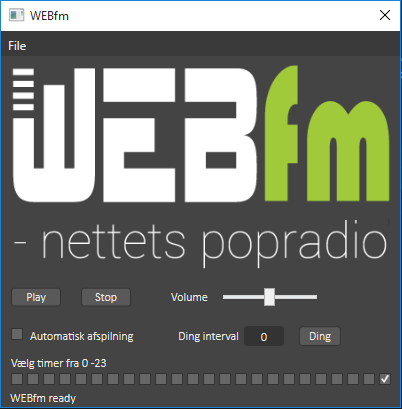 WEBfm
File
WEBfm
- nettets popradio
Play Stop Volume
Automatisk afspilning Ding interval 0 Ding
Vælg timer fra 0 -23
WEBfm ready